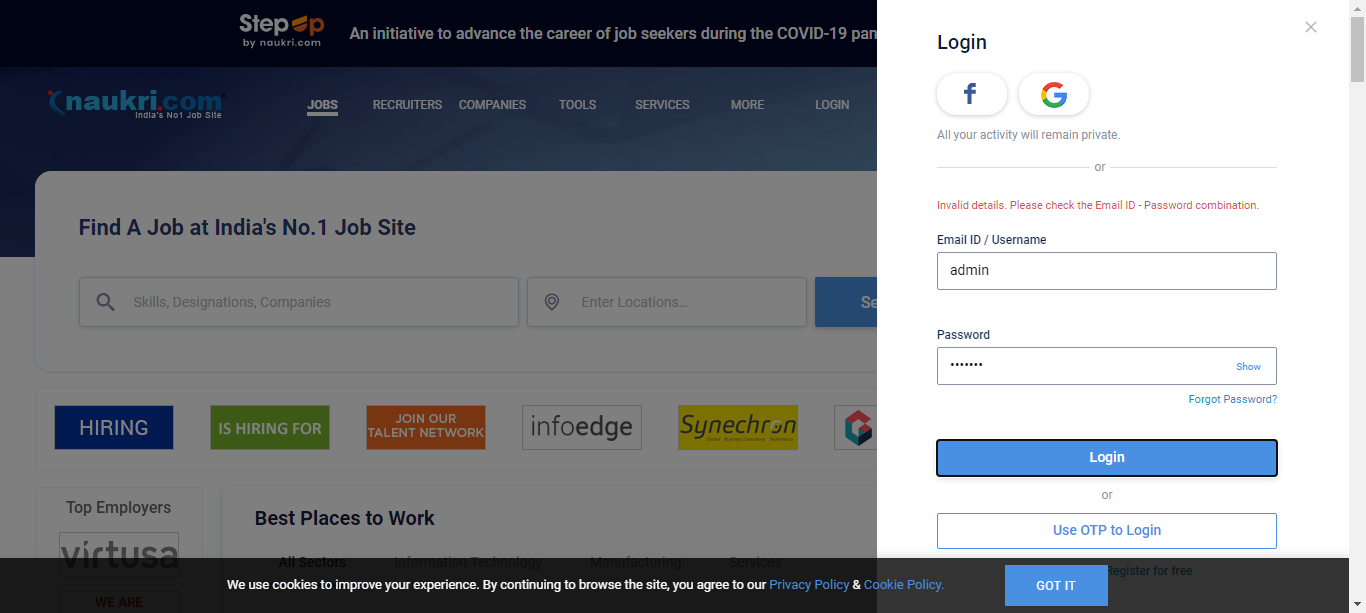 Step
by naukri.com
An initiative to advance the career of job seekers during the COVID-19 pan
naukri.com
India's No1 Job Site
JOBS RECRUITERS COMPANIES TOOLS SERVICES MORE LOGIN
Find A Job at India's No.1 Job Site
Skills, Designations, Companies
Enter Locations...
Se
HIRING
IS HIRING FOR
JOIN OUR
TALENT NETWORK
infoedge
Synechron
Top Employers
virtusa
WE ARE
Best Places to Work
All Sectors Information Technology Manufacturing Services
Login
f G
All your activity will remain private.
or
Invalid details. Please check the Email ID - Password combination.
Email ID / Username
admin
Password
•••••••
Show
Forgot Password?
Login
or
Use OTP to Login
Register for free
We use cookies to improve your experience. By continuing to browse the site, you agree to our Privacy Policy & Cookie Policy.
GOT IT